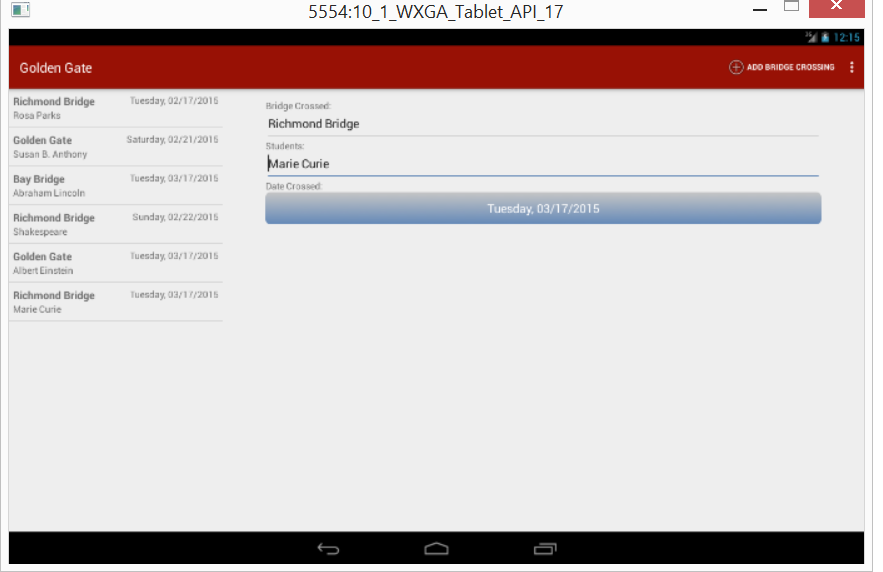 5554:10_1_WXGA_Tablet_API_17
3G 12:15
Golden Gate
ADD BRIDGE CROSSING
Richmond Bridge Tuesday, 02/17/2015
Rosa Parks
Golden Gate Saturday, 02/21/2015
Susan B. Anthony
Bay Bridge Tuesday, 03/17/2015
Abraham Lincoln
Richmond Bridge Sunday, 02/22/2015
Shakespeare
Golden Gate Tuesday, 03/17/2015
Albert Einstein
Richmond Bridge Tuesday, 03/17/2015
Marie Curie
Bridge Crossed:
Richmond Bridge
Students:
Marie Curie
Date Crossed:
Tuesday, 03/17/2015